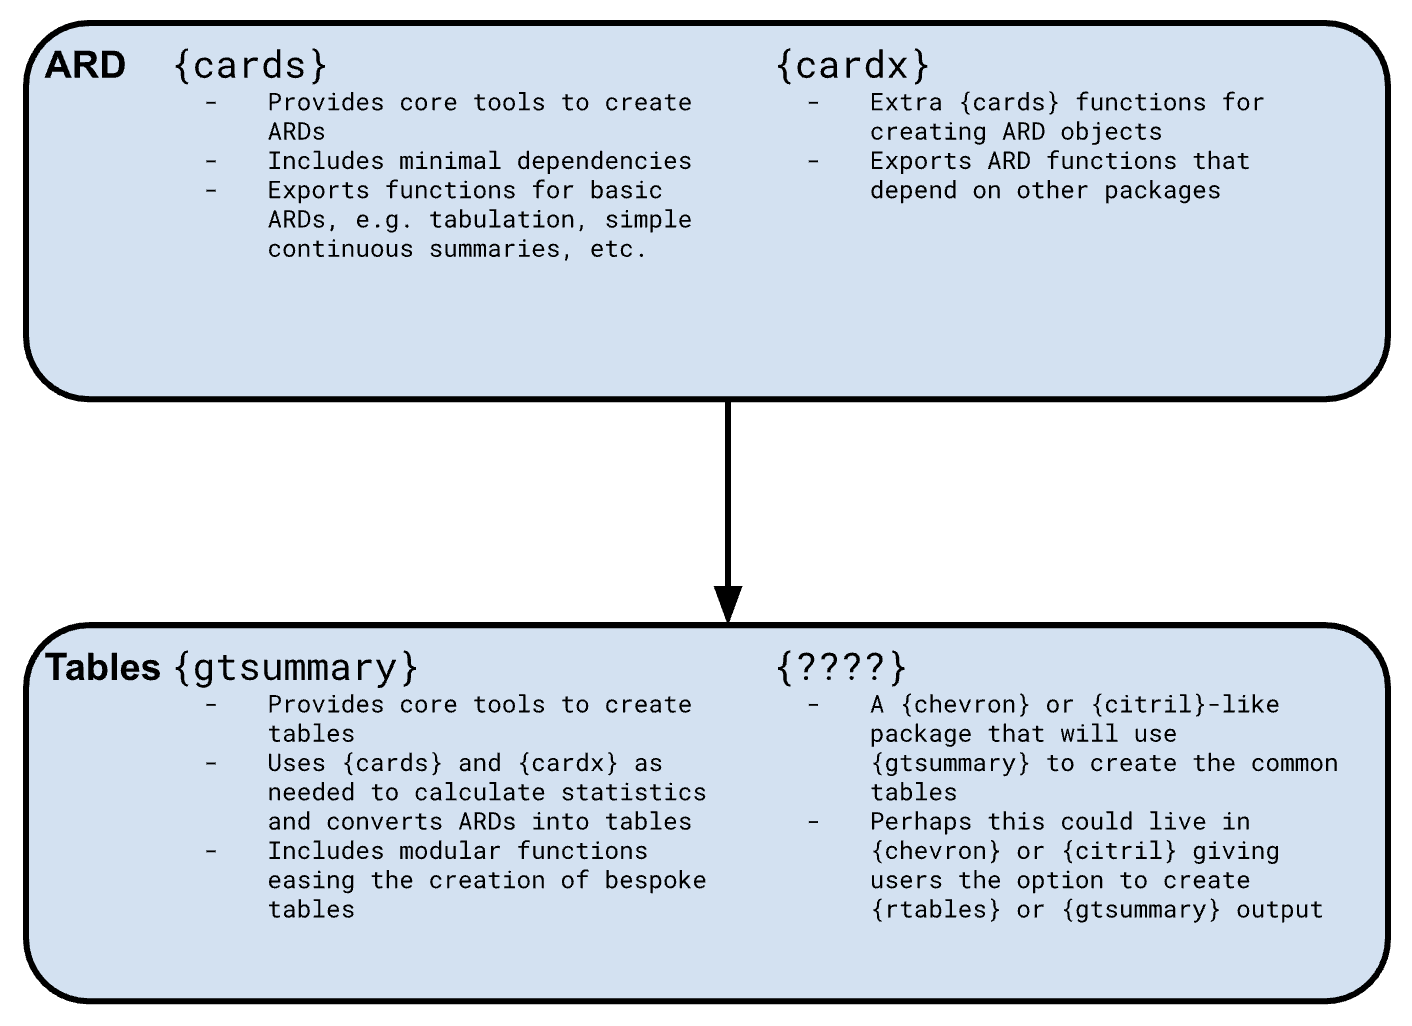 ARD
{cards}
- Provides core tools to create
ARDs
- Includes minimal dependencies
- Exports functions for basic
ARDs, e.g. tabulation, simple
continuous summaries, etc.
{cardx}
- Extra {cards} functions for
creating ARD objects
- Exports ARD functions that
depend on other packages
Tables
{gtsummary}
- Provides core tools to create
tables
- Uses {cards} and {cardx} as
needed to calculate statistics
and converts ARDs into tables
- Includes modular functions
easing the creation of bespoke
tables
{????}
- A {chevron} or {citril}-like
package that will use
{gtsummary} to create the common
tables
- Perhaps this could live in
{chevron} or {citril} giving
users the option to create
{rtables} or {gtsummary} output